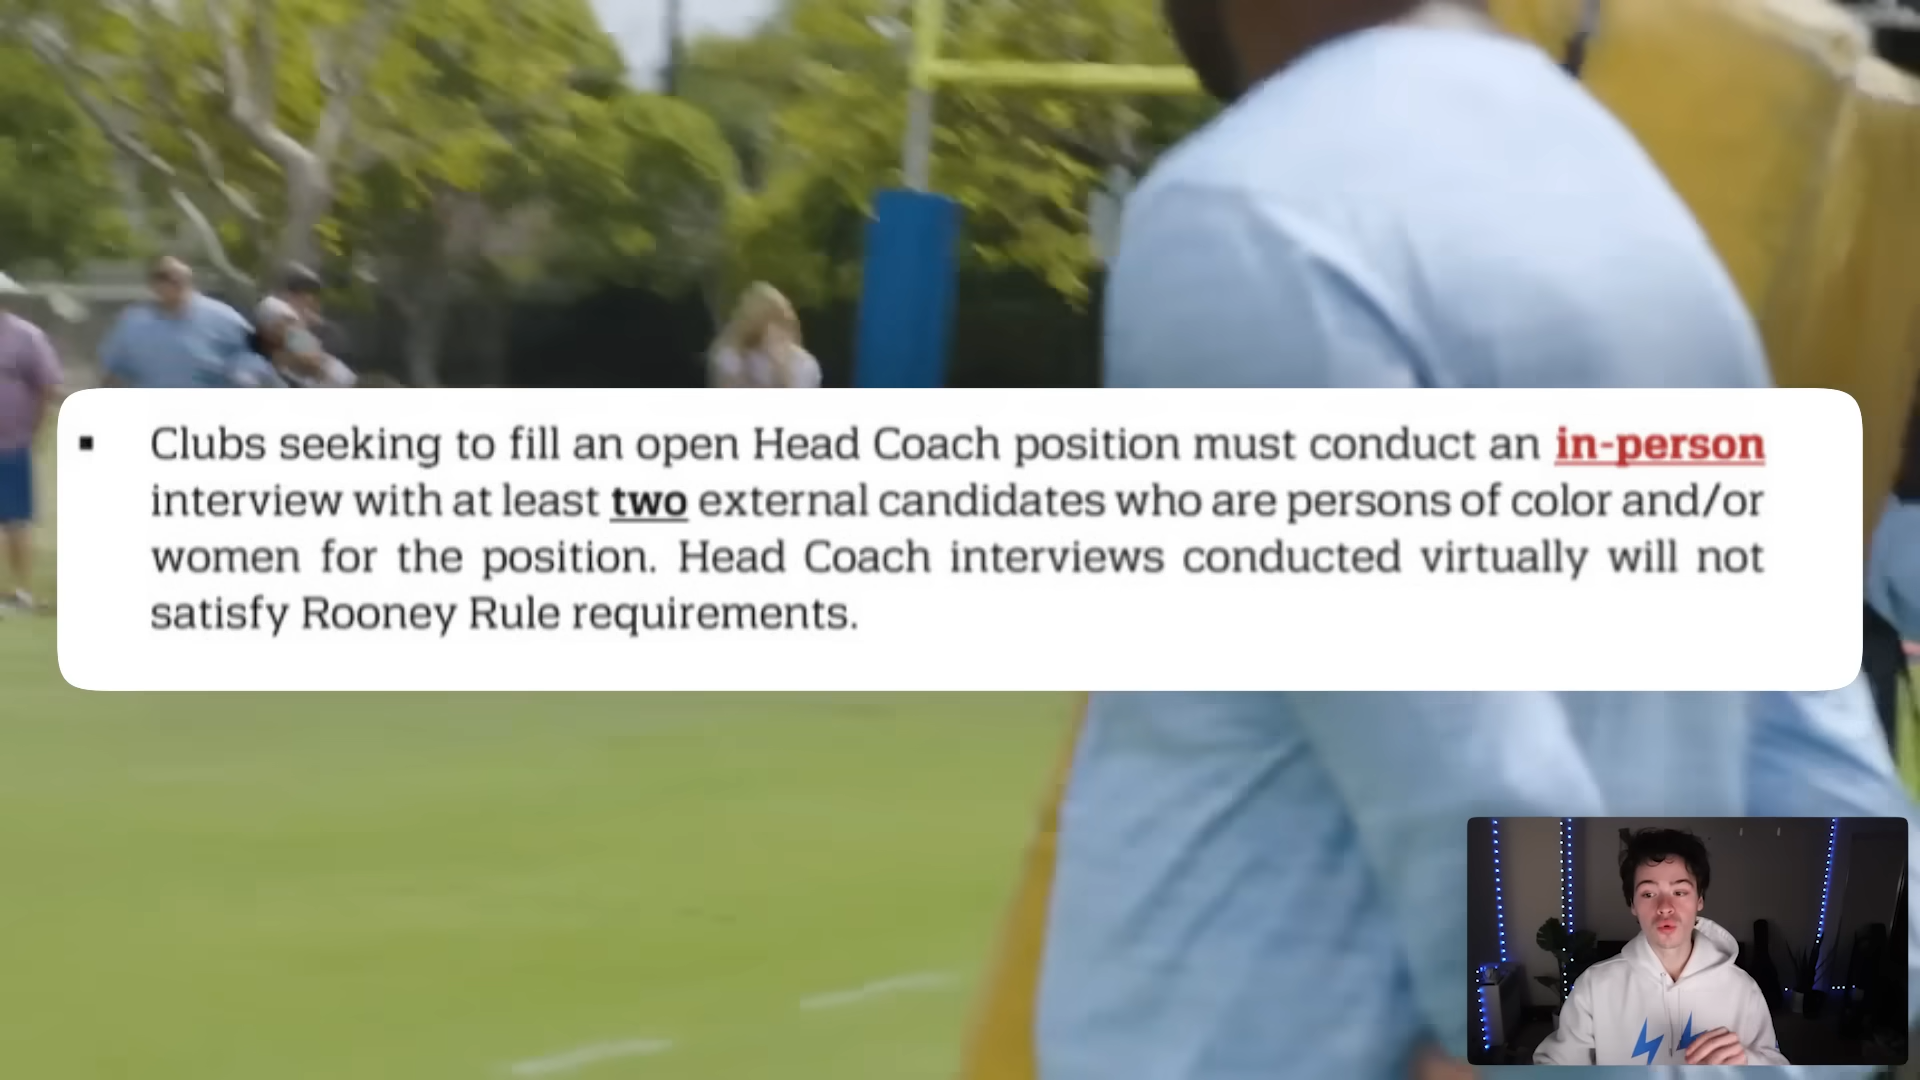 ▪ Clubs seeking to fill an open Head Coach position must conduct an in-person
interview with at least two external candidates who are persons of color and/or
women for the position. Head Coach interviews conducted virtually will not
satisfy Rooney Rule requirements.